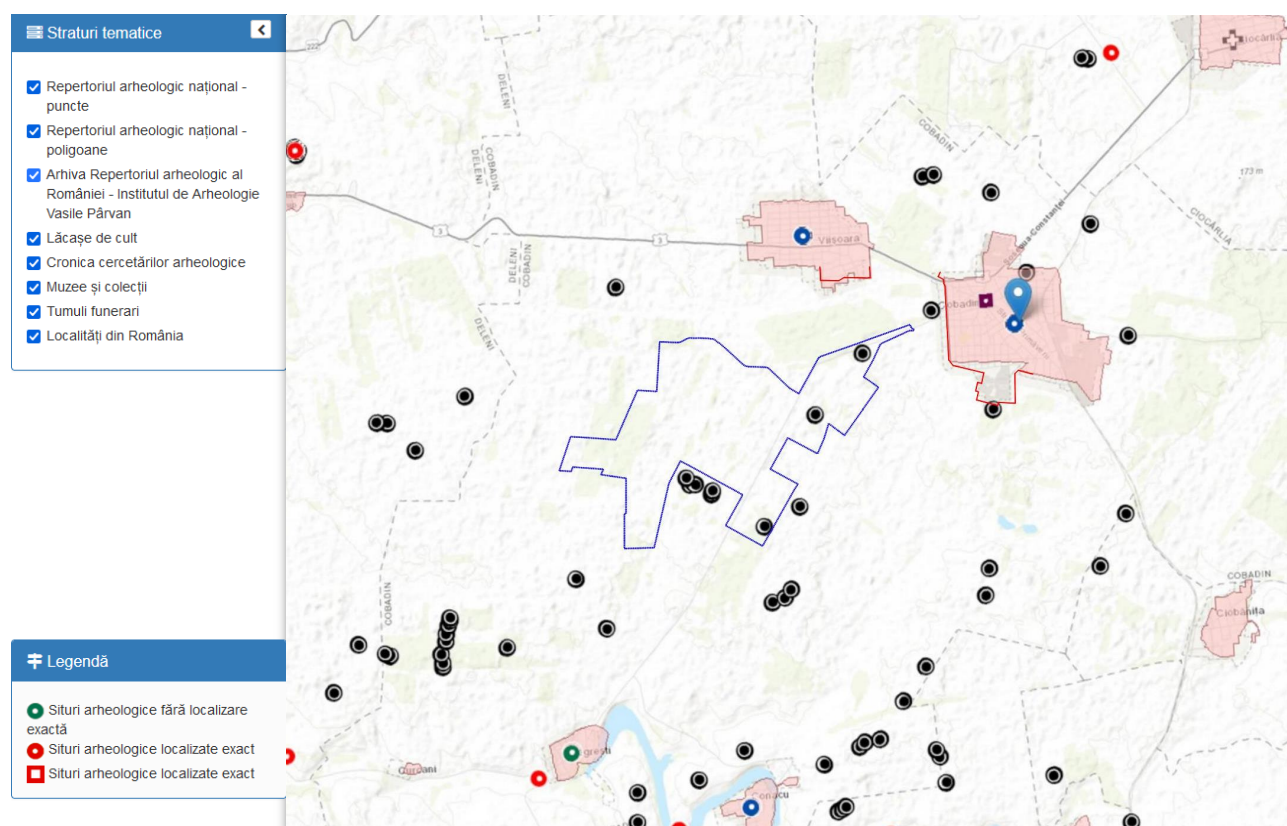 Straturi tematice
Repertoriul arheologic național -
puncte
Repertoriul arheologic național -
poligoane
Arhiva Repertoriul arheologic al
României - Institutul de Arheologie
Vasile Pârvan
Lăcașe de cult
Cronica cercetărilor arheologice
Muzee și colecții
Tumuli funerari
Localități din România
Legendă
Situri arheologice fără localizare
exactă
Situri arheologice localizate exact
Situri arheologice localizate exact
222
DELENI
COBADIN
DELENI
COBADIN
173 m
CIOCÂRLIA
3
3
Viișoara
DELENI
COBADIN
DELENI
Cobadin
COBADIN
COBADIN
Ciobănița
Curcani
Conacu